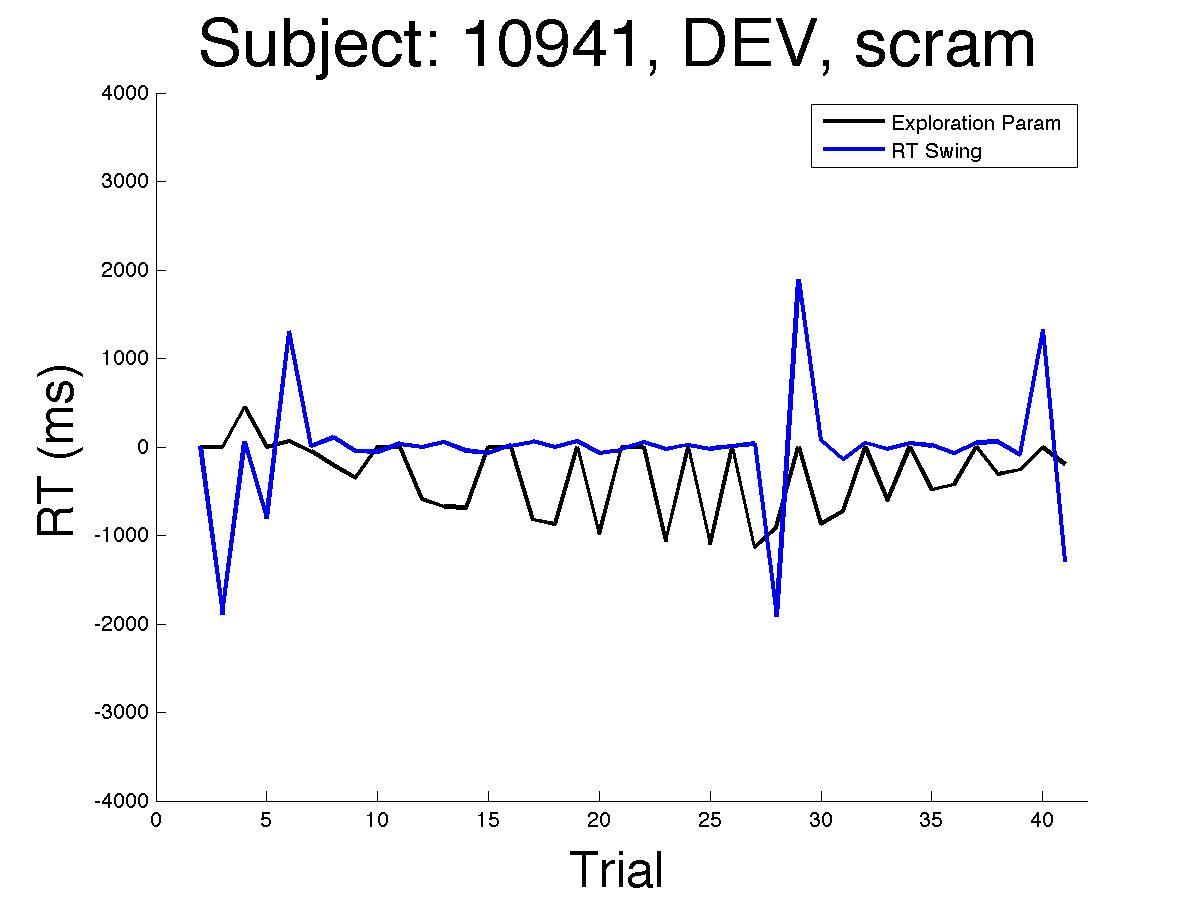 Subject: 10941, DEV, scram
4000
3000
2000
1000
0
-1000
-2000
-3000
-4000
RT (ms)
Exploration Param
RT Swing
0 5 10 15 20 25 30 35 40
Trial